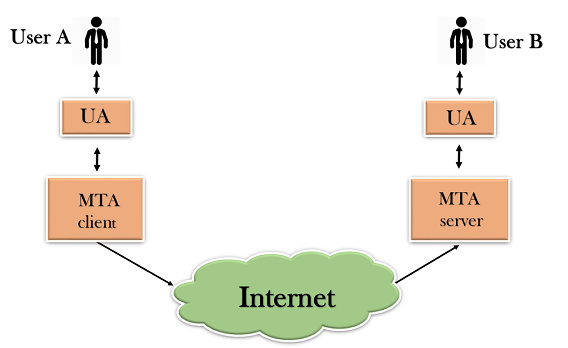 User A
User B
UA
UA
MTA
client
MTA
server
Internet